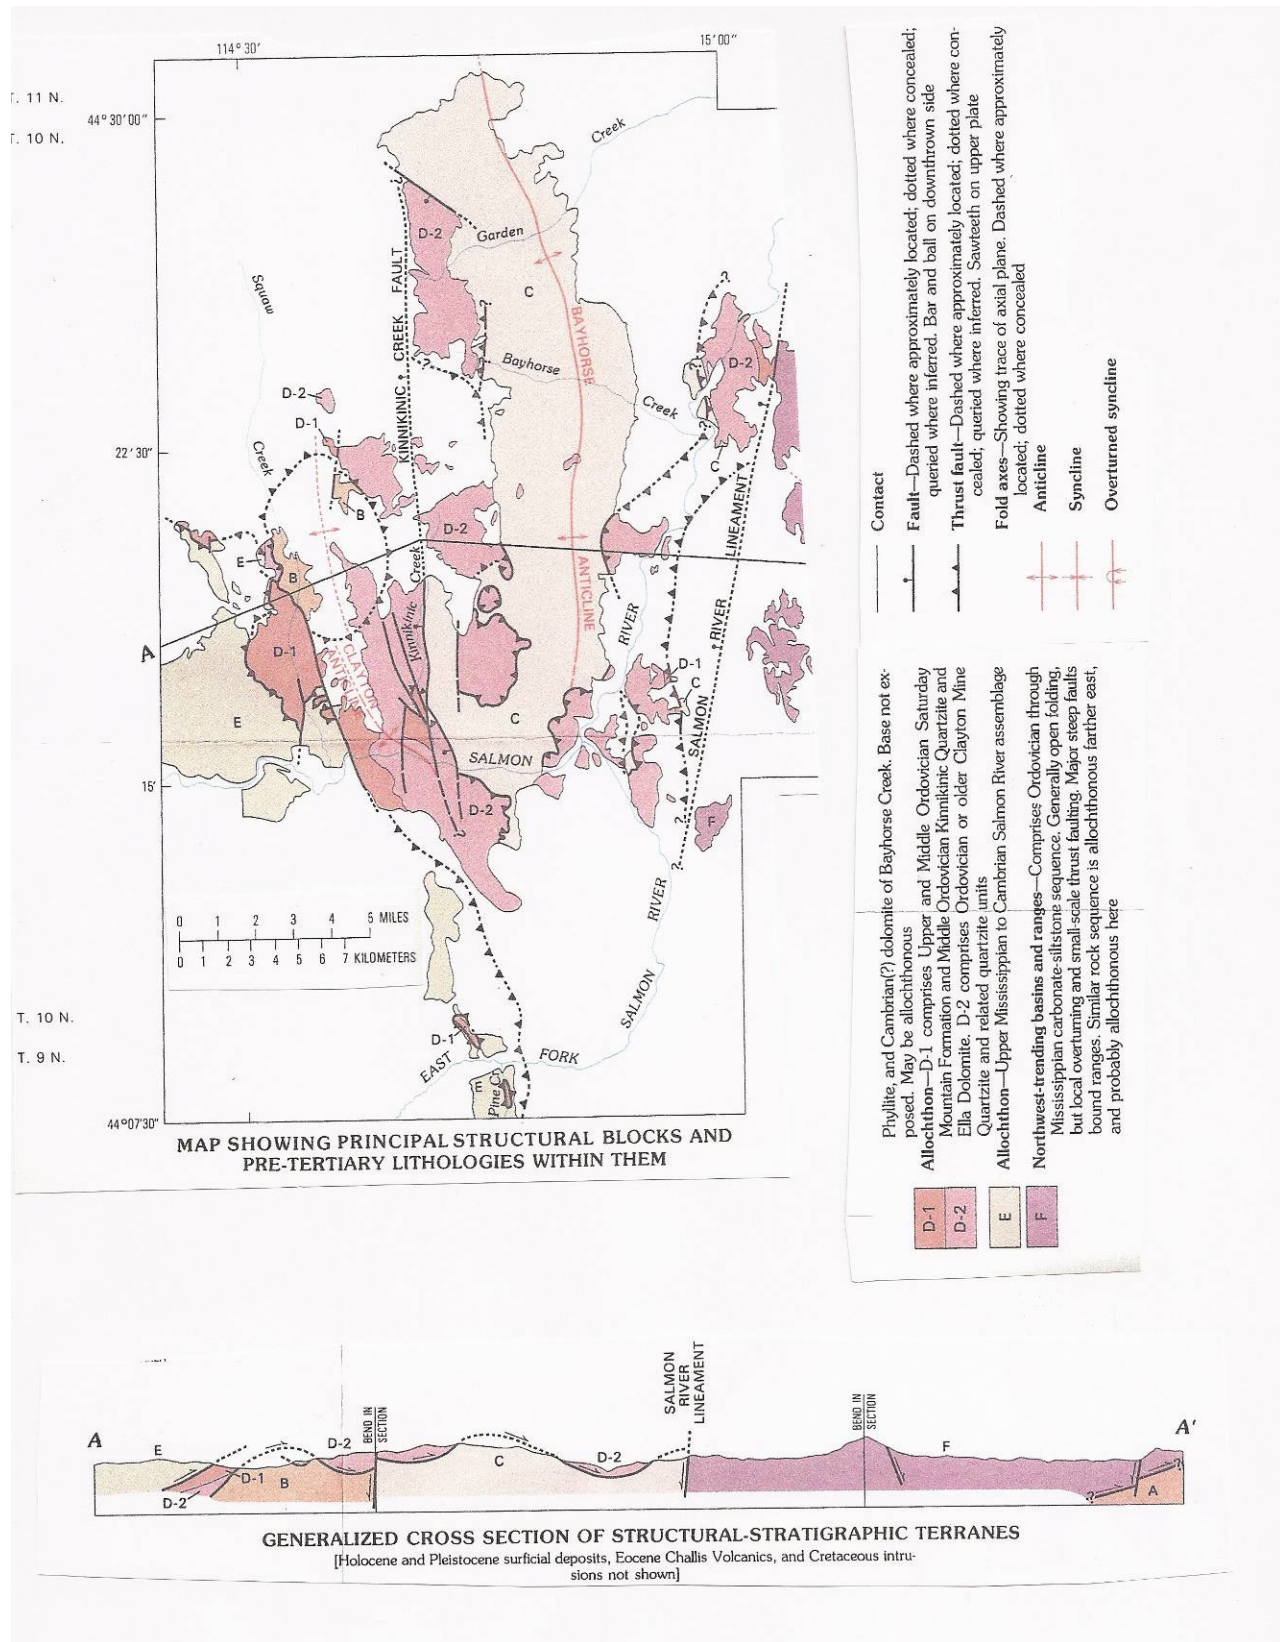 114° 30'
15'00"
T. 11 N.
44° 30'00"
T. 10 N.
Creek
Garden
D-2
Squaw
KINNIKINIC CREEK FAULT
C
BAYHORSE
Bayhorse
Creek
D-2
D-2
D-1
22'30"
Creek
C
B
D-2
LINEAMENT
E
B
Creek
ANTICLINE
Kinnikinic
RIVER
RIVER
A
D-1
CLAYTON
ANTICLINE
D-1
C
E
C
SALMON
SALMON
15'
D-2
F
RIVER
0 1 2 3 4 5 MILES
0 1 2 3 4 5 6 7 KILOMETERS
SALMON
T. 10 N.
D-1
T. 9 N.
EAST
FORK
E
Pine Cr
44°07'30"
MAP SHOWING PRINCIPAL STRUCTURAL BLOCKS AND
PRE-TERTIARY LITHOLOGIES WITHIN THEM
Contact
Fault—Dashed where approximately located; dotted where concealed;
queried where inferred. Bar and ball on downthrown side
Thrust fault—Dashed where approximately located; dotted where con-
cealed; queried where inferred. Sawteeth on upper plate
Fold axes—Showing trace of axial plane. Dashed where approximately
located; dotted where concealed
Anticline
Syncline
Overturned syncline
Phyllite, and Cambrian(?) dolomite of Bayhorse Creek. Base not ex-
posed. May be allochthonous
D-1
Allochthon—D-1 comprises Upper and Middle Ordovician Saturday
Mountain Formation and Middle Ordovician Kinnikinic Quartzite and
D-2
Ella Dolomite. D-2 comprises Ordovician or older Clayton Mine
Quartzite and related quartzite units
E
Allochthon—Upper Mississippian to Cambrian Salmon River assemblage
F
Northwest-trending basins and ranges—Comprises Ordovician through
Mississippian carbonate-siltstone sequence. Generally open folding,
but local overturning and small-scale thrust faulting. Major steep faults
bound ranges. Similar rock sequence is allochthonous farther east,
and probably allochthonous here
SALMON
RIVER
LINEAMENT
BEND IN
SECTION
BEND IN
SECTION
A
A'
E
D-2
D-1
B
D-2
C
D-2
F
A
GENERALIZED CROSS SECTION OF STRUCTURAL-STRATIGRAPHIC TERRANES
[Holocene and Pleistocene surficial deposits, Eocene Challis Volcanics, and Cretaceous intru-
sions not shown]